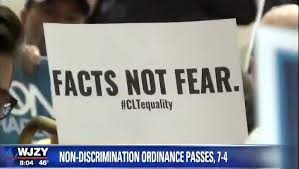 FACTS NOT FEAR.
#CLTequality
WJZY
8:04 46°
NON-DISCRIMINATION ORDINANCE PASSES, 7-4